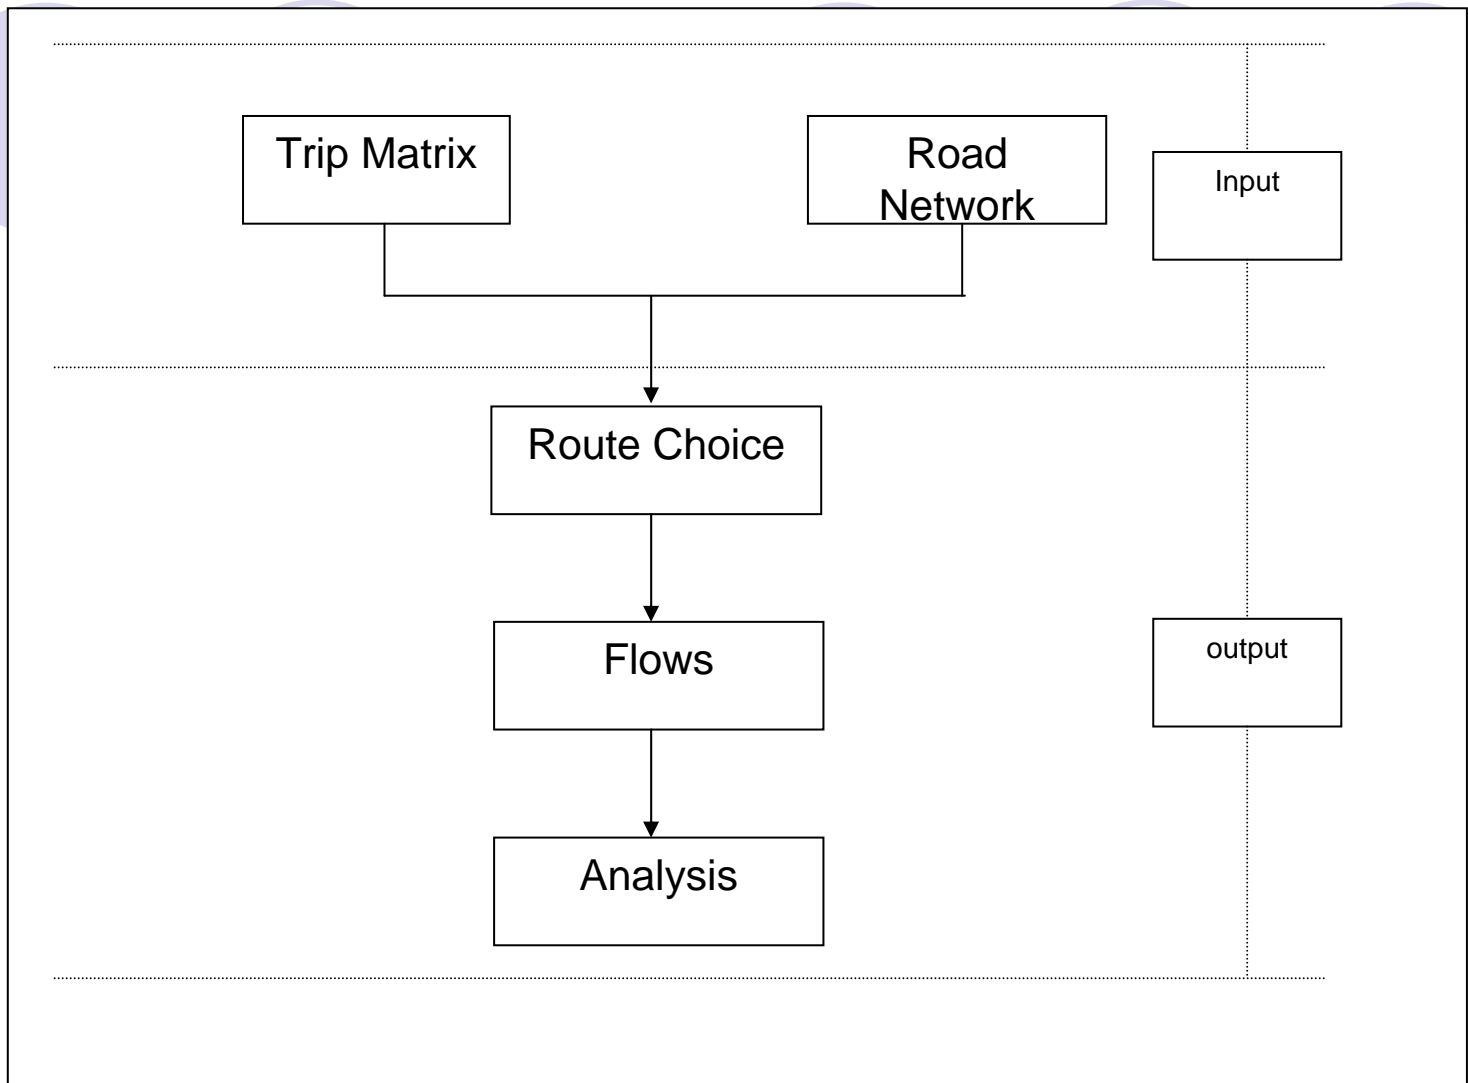 Trip Matrix
Road
Network
Input
Route Choice
Flows
output
Analysis